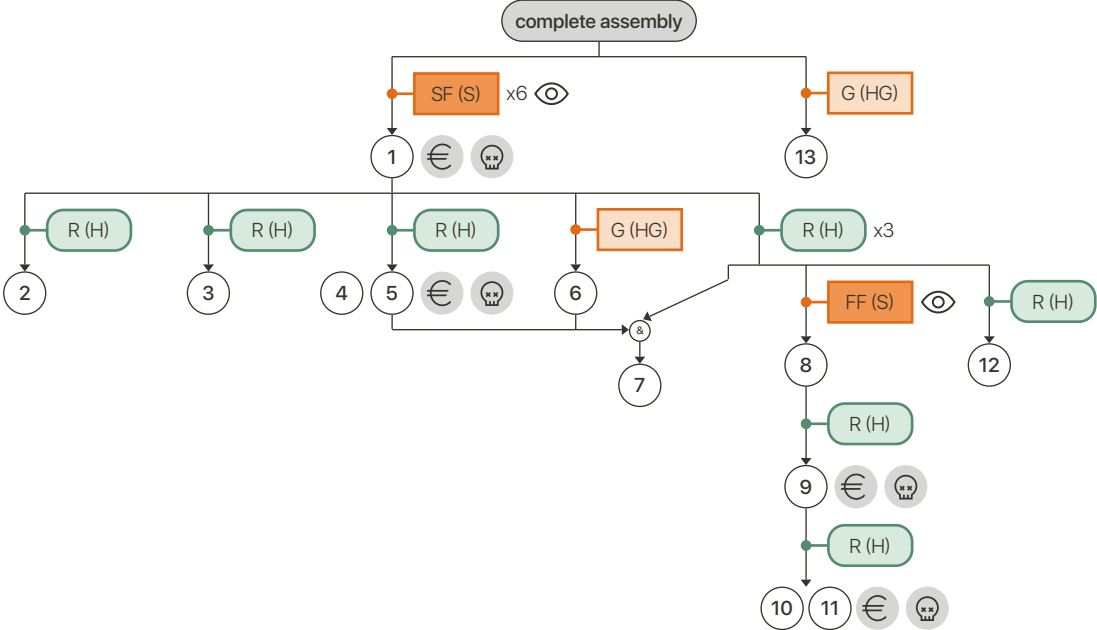 complete assembly
SF (S) x6
G (HG)
1 €
13
R (H)
R (H)
R (H)
G (HG)
R (H) x3
2
3
4
5 €
6
FF (S)
R (H)
&
7
8
12
R (H)
9 €
R (H)
10
11 €